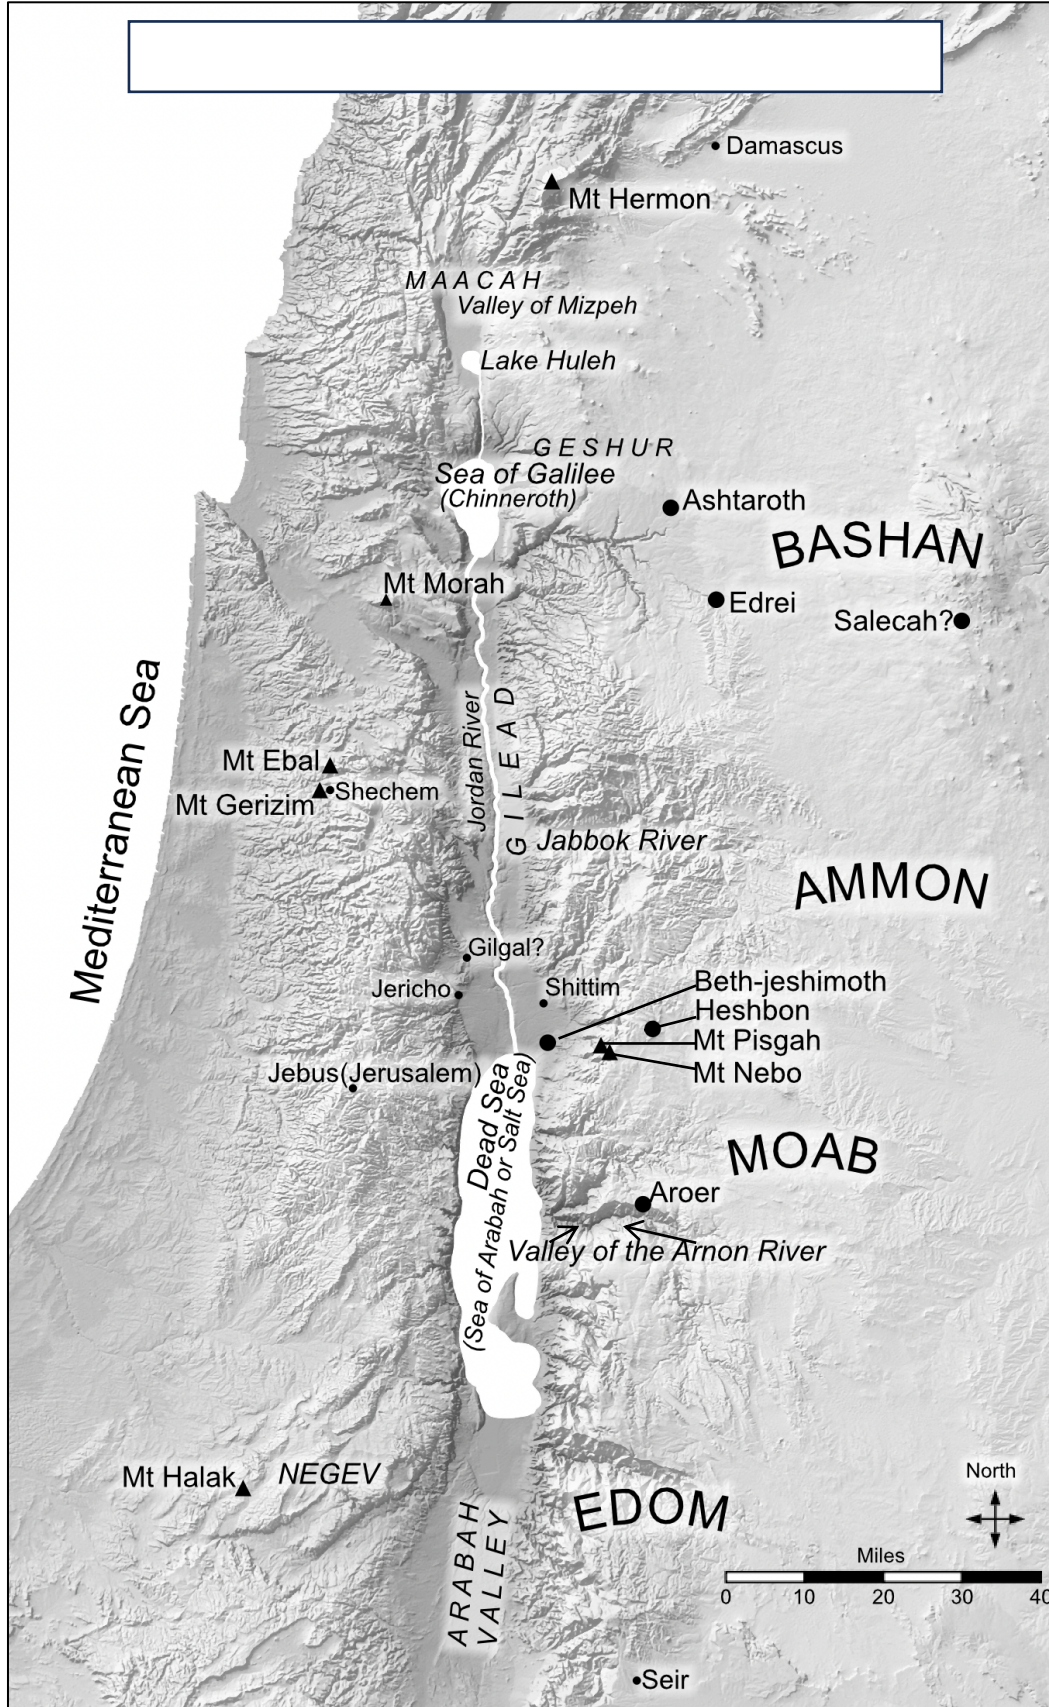 Damascus
Mt Hermon
MAACAH
Valley of Mizpeh
Lake Huleh
GESHUR
Sea of Galilee
(Chinneroth)
Ashtaroth
BASHAN
Mt Morah
Edrei
Salecah?
Mediterranean Sea
Jordan River
GILEAD
Mt Ebal
Shechem
Mt Gerizim
Jabbok River
AMMON
Gilgal?
Jericho
Shittim
Beth-jeshimoth
Heshbon
Mt Pisgah
Mt Nebo
Jebus(Jerusalem)
Dead Sea
(Sea of Arabah or Salt Sea)
MOAB
Aroer
Valley of the Arnon River
Mt Halak
NEGEV
EDOM
ARABAH
VALLEY
North
Miles
0 10 20 30 40
Seir